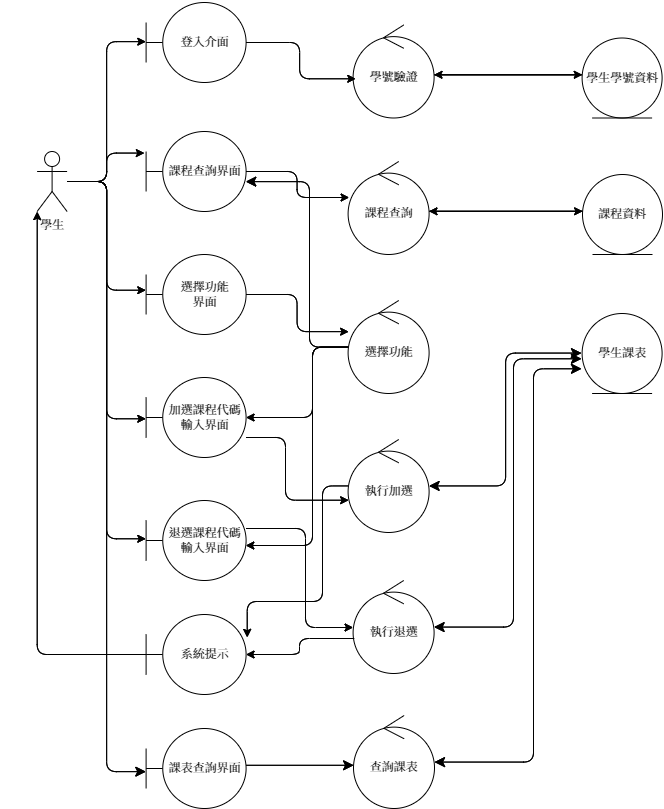 登入介面
學號驗證
學生學號資料
學生
課程查詢界面
課程查詢
課程資料
選擇功能
界面
選擇功能
學生課表
加選課程代碼
輸入界面
執行加選
退選課程代碼
輸入界面
執行退選
系統提示
課表查詢界面
查詢課表